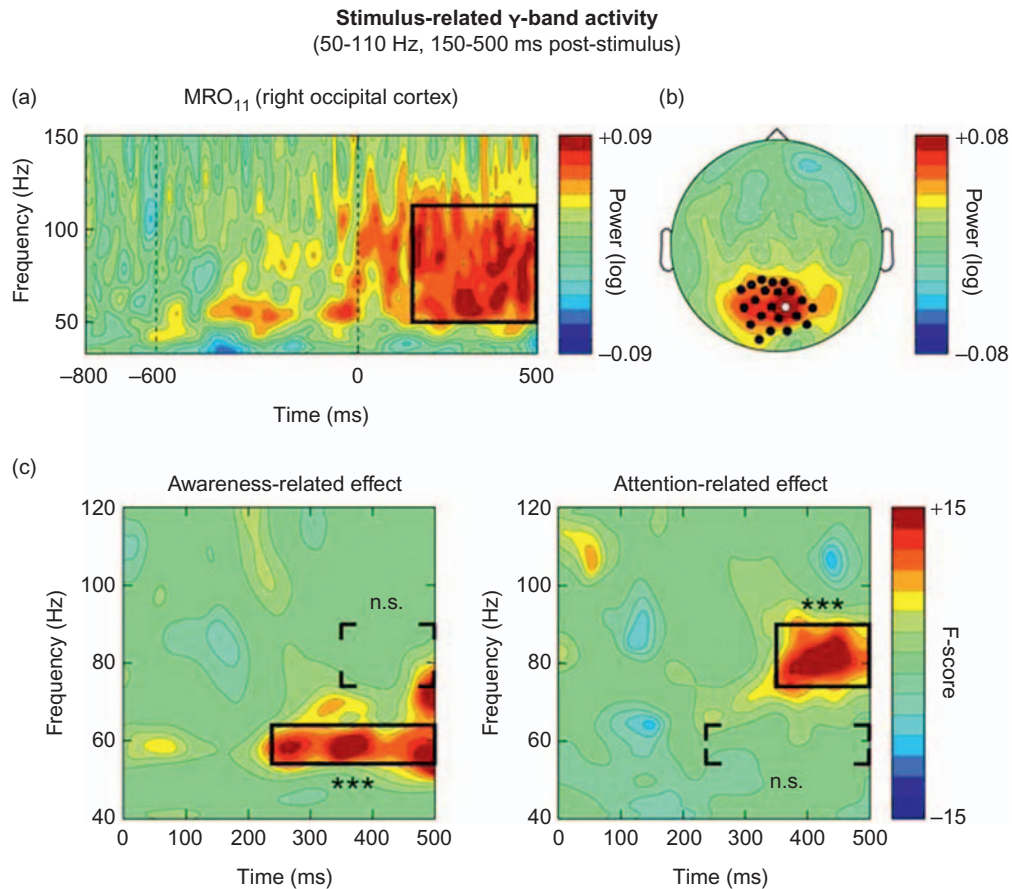 Stimulus-related γ-band activity
(50-110 Hz, 150-500 ms post-stimulus)
(a)
MRO11 (right occipital cortex)
Frequency (Hz)
150
100
50
–800
–600
0
500
Time (ms)
+0.09
Power (log)
–0.09
(b)
+0.08
Power (log)
–0.08
(c)
Awareness-related effect
Frequency (Hz)
120
100
80
60
40
n.s.
***
0
100
200
300
400
500
Time (ms)
Attention-related effect
Frequency (Hz)
120
100
80
60
40
***
n.s.
0
100
200
300
400
500
Time (ms)
+15
F-score
–15